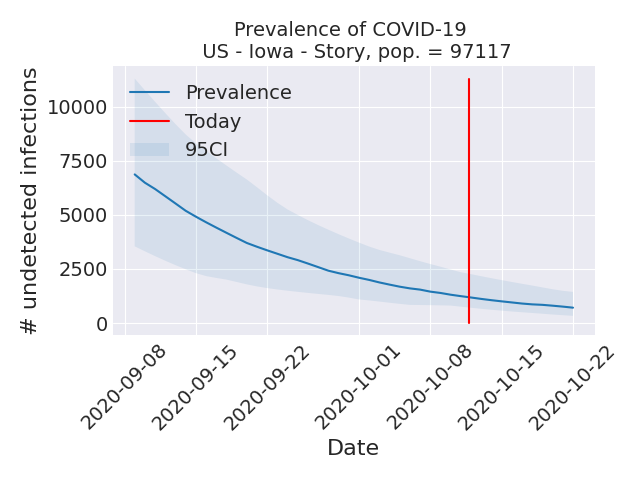 Prevalence of COVID-19
US - Iowa - Story, pop. = 97117
# undetected infections
10000
7500
5000
2500
0
Prevalence
Today
95CI
2020-09-08
2020-09-15
2020-09-22
2020-10-01
2020-10-08
2020-10-15
2020-10-22
Date